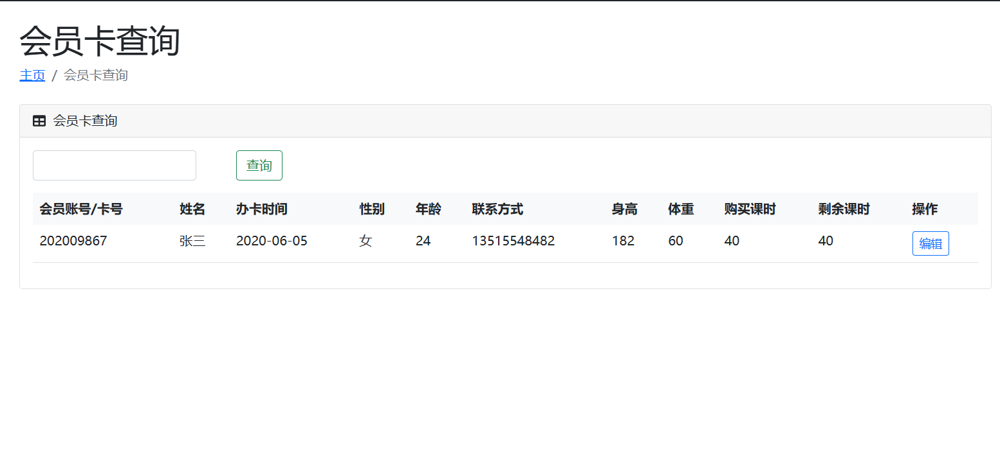 会员卡查询
主页 / 会员卡查询
会员卡查询
查询
会员账号/卡号 姓名 办卡时间 性别 年龄 联系方式 身高 体重 购买课时 剩余课时 操作
202009867 张三 2020-06-05 女 24 13515548482 182 60 40 40 编辑